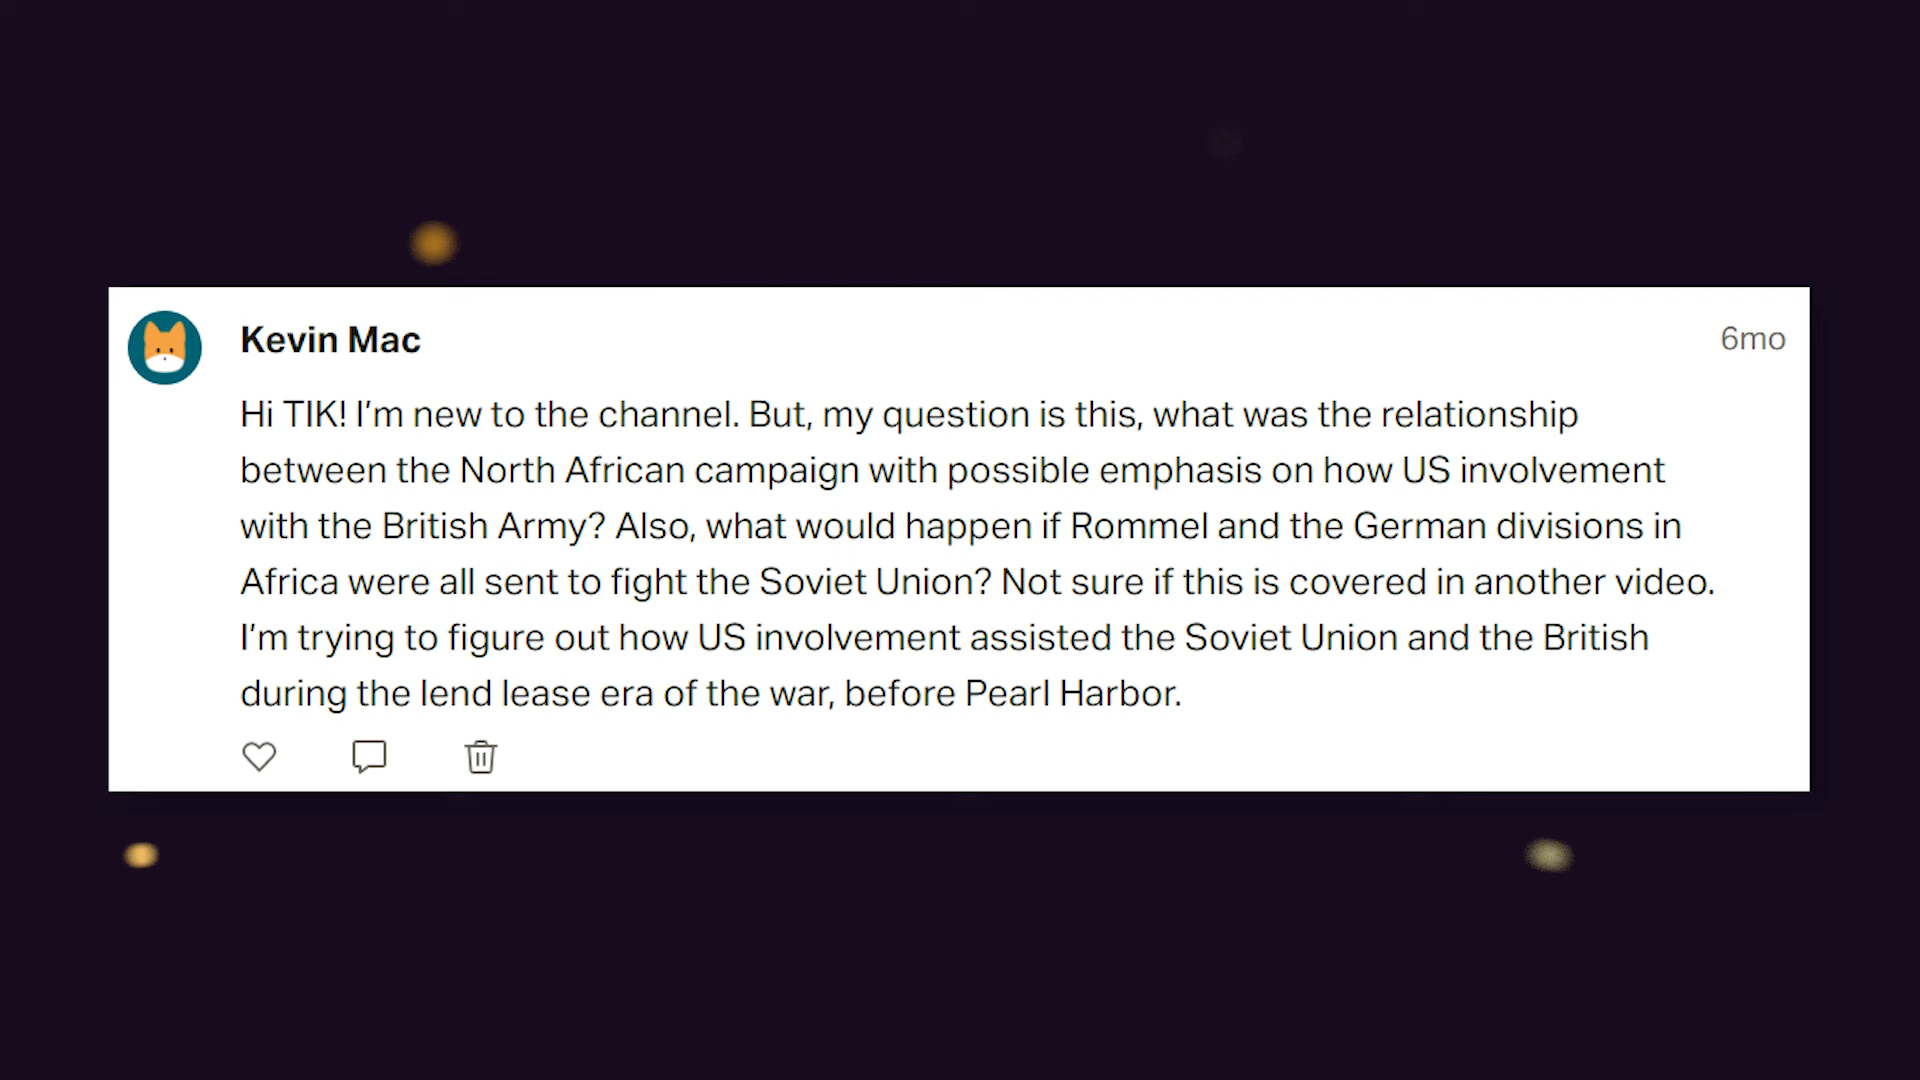 Kevin Mac
6mo
Hi TIK! I'm new to the channel. But, my question is this, what was the relationship
between the North African campaign with possible emphasis on how US involvement
with the British Army? Also, what would happen if Rommel and the German divisions in
Africa were all sent to fight the Soviet Union? Not sure if this is covered in another video.
I'm trying to figure out how US involvement assisted the Soviet Union and the British
during the lend lease era of the war, before Pearl Harbor.